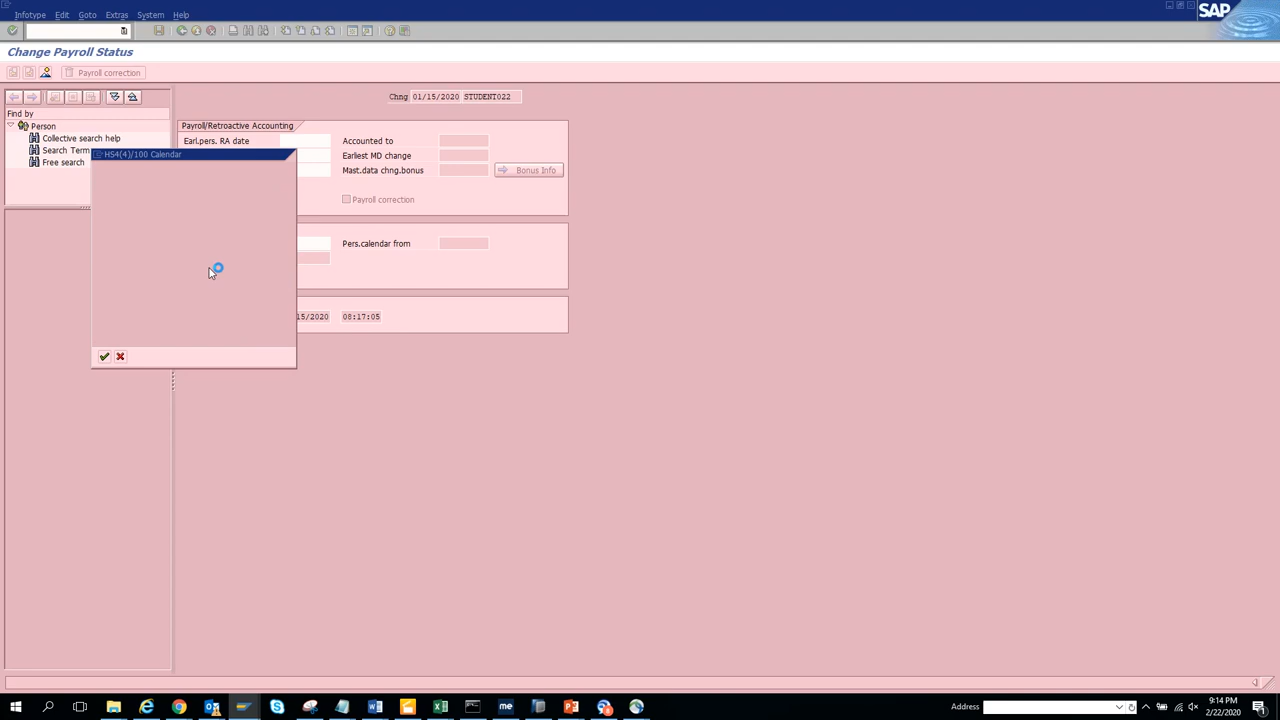 Infotype Edit Goto Extras System Help
SAP
Change Payroll Status
Payroll correction
Find by
Person
Collective search help
Search Term
Free search
Chng 01/15/2020 STUDENT022
Payroll/Retroactive Accounting
Earl.pers. RA date Accounted to
Earliest MD change
Mast.data chng.bonus Bonus Info
Payroll correction
HS4(4)/100 Calendar
Pers.calendar from
15/2020 08:17:05
Address
9:14 PM
2/22/2020